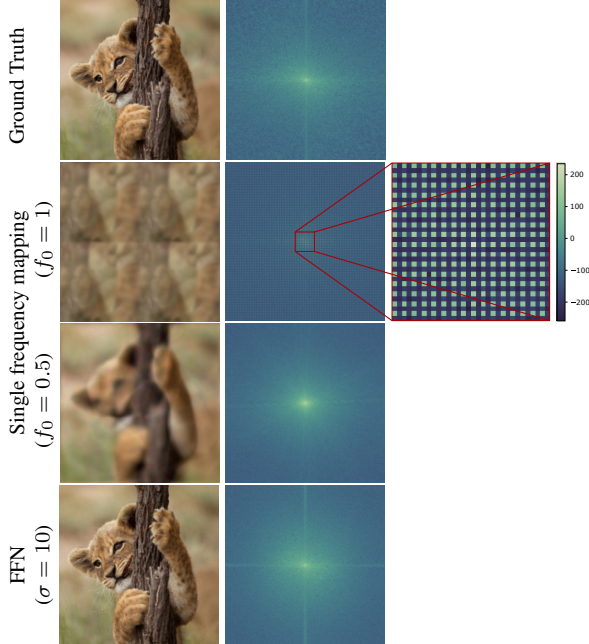 Ground Truth
Single frequency mapping
(f₀ = 1)
200
100
0
−100
−200
(f₀ = 0.5)
FFN
(σ = 10)